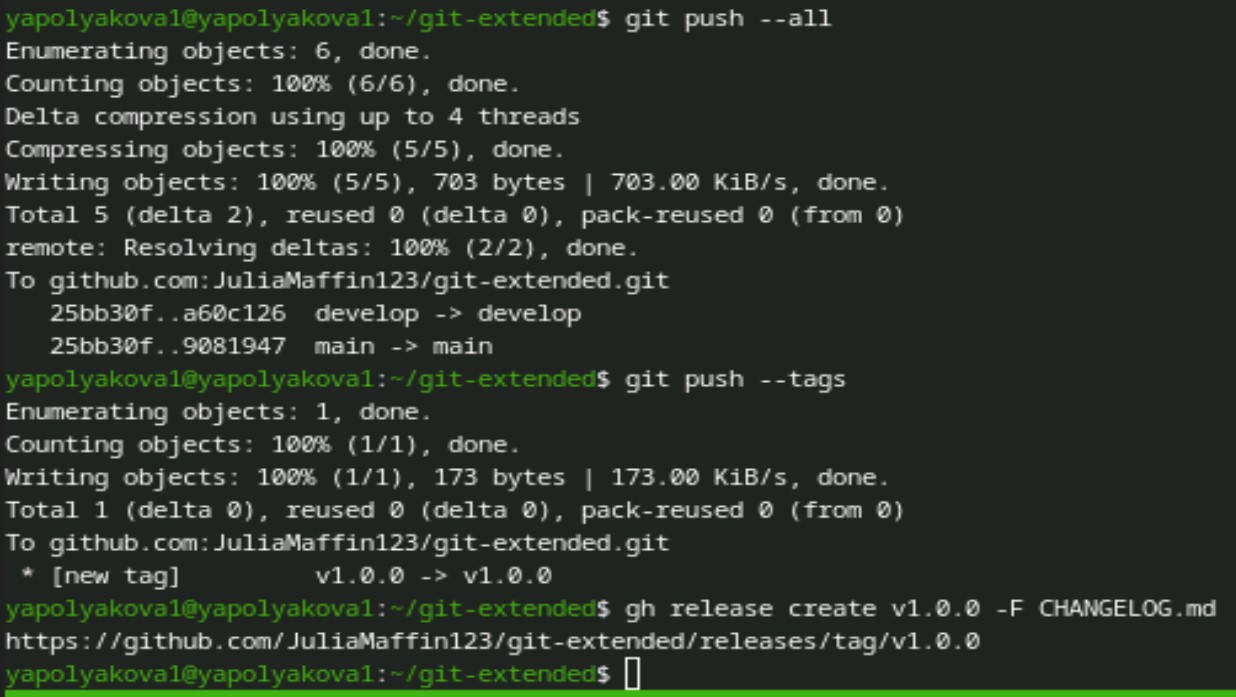 yapolyakova1@yapolyakova1:~/git-extended$ git push --all
Enumerating objects: 6, done.
Counting objects: 100% (6/6), done.
Delta compression using up to 4 threads
Compressing objects: 100% (5/5), done.
Writing objects: 100% (5/5), 703 bytes | 703.00 KiB/s, done.
Total 5 (delta 2), reused 0 (delta 0), pack-reused 0 (from 0)
remote: Resolving deltas: 100% (2/2), done.
To github.com:JuliaMaffin123/git-extended.git
   25bb30f..a60c126  develop -> develop
   25bb30f..9081947  main -> main
yapolyakova1@yapolyakova1:~/git-extended$ git push --tags
Enumerating objects: 1, done.
Counting objects: 100% (1/1), done.
Writing objects: 100% (1/1), 173 bytes | 173.00 KiB/s, done.
Total 1 (delta 0), reused 0 (delta 0), pack-reused 0 (from 0)
To github.com:JuliaMaffin123/git-extended.git
 * [new tag]         v1.0.0 -> v1.0.0
yapolyakova1@yapolyakova1:~/git-extended$ gh release create v1.0.0 -F CHANGELOG.md
https://github.com/JuliaMaffin123/git-extended/releases/tag/v1.0.0
yapolyakova1@yapolyakova1:~/git-extended$